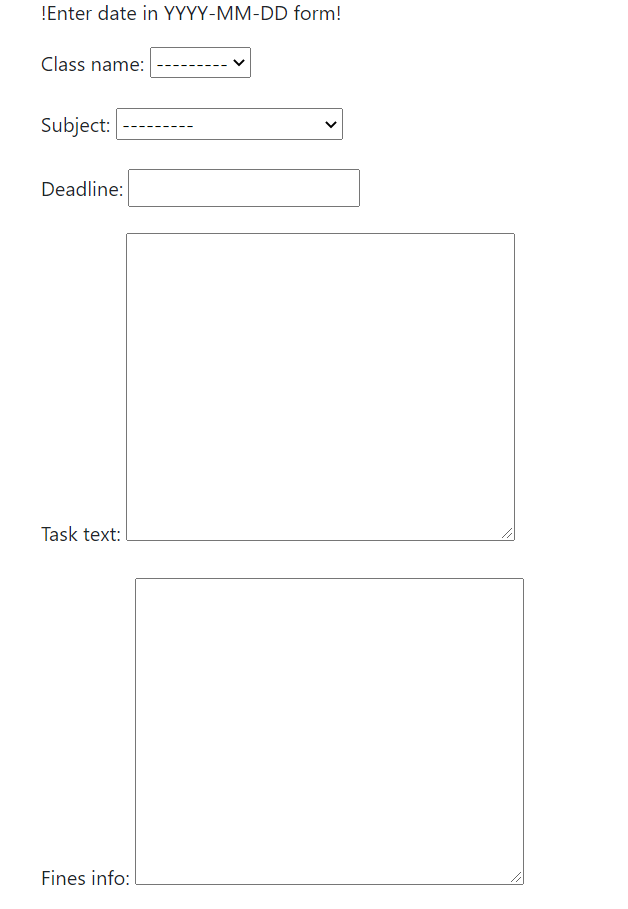 !Enter date in YYYY-MM-DD form!
Class name: ---------
Subject: ---------
Deadline:
Task text:
Fines info: